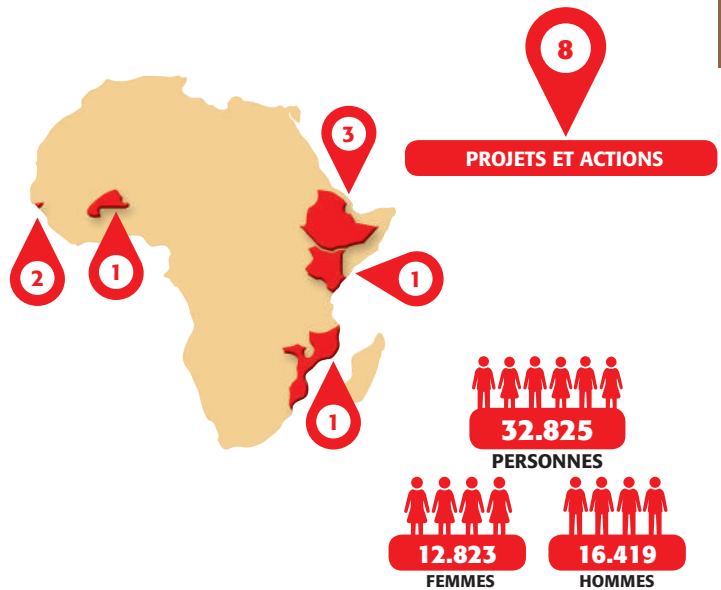 8
PROJETS ET ACTIONS
3
2
1
1
1
32.825
PERSONNES
12.823
FEMMES
16.419
HOMMES